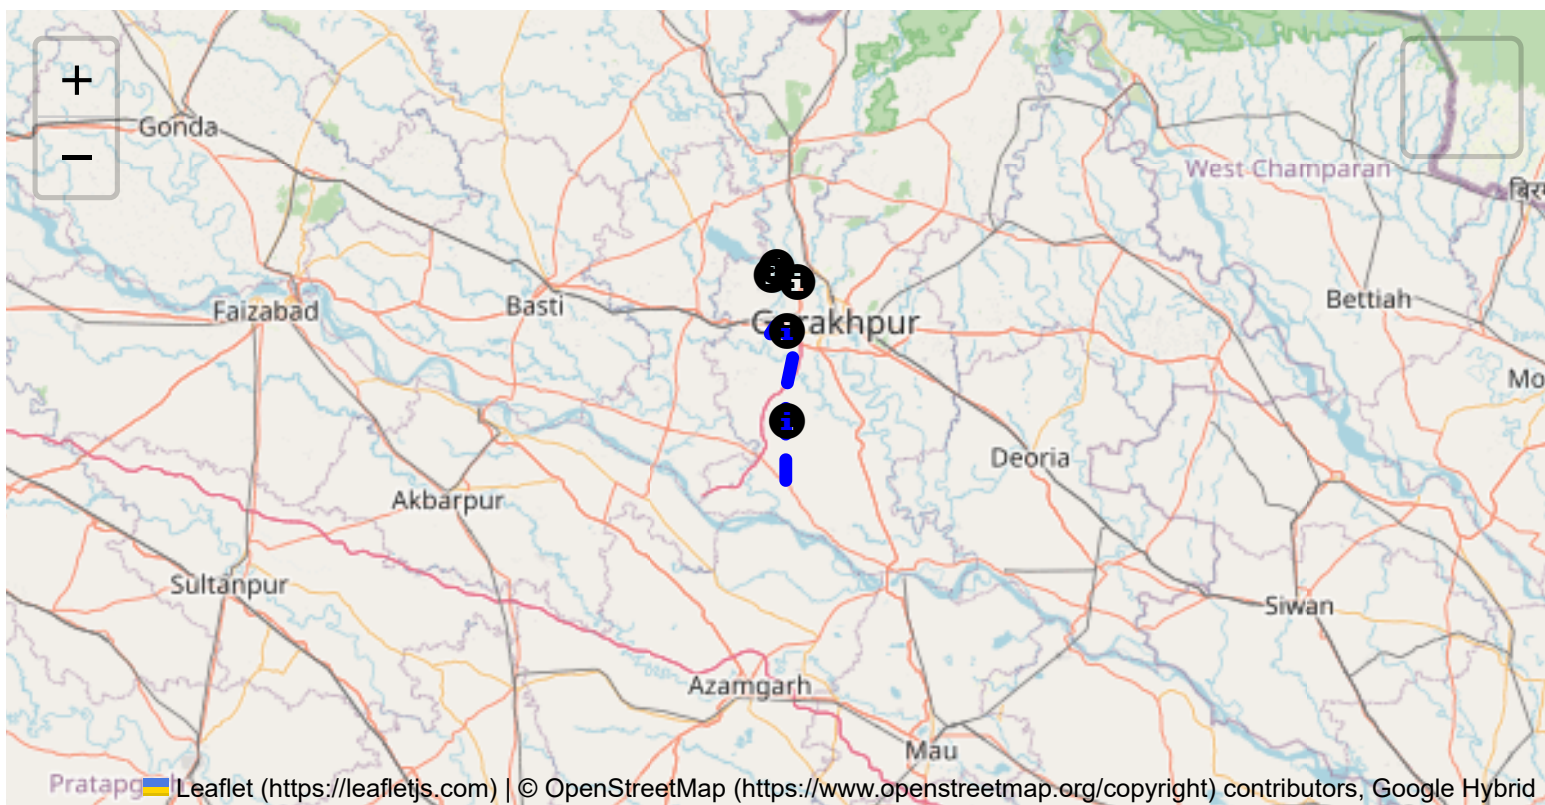 +
Gonda
−
West Champaran
Basti
Faizabad
Bettiah
Gorakhpur
Mo
Deoria
Akbarpur
Sultanpur
Siwan
Azamgarh
Mau
Pratapg
Leaflet (https://leafletjs.com) | © OpenStreetMap (https://www.openstreetmap.org/copyright) contributors, Google Hybrid